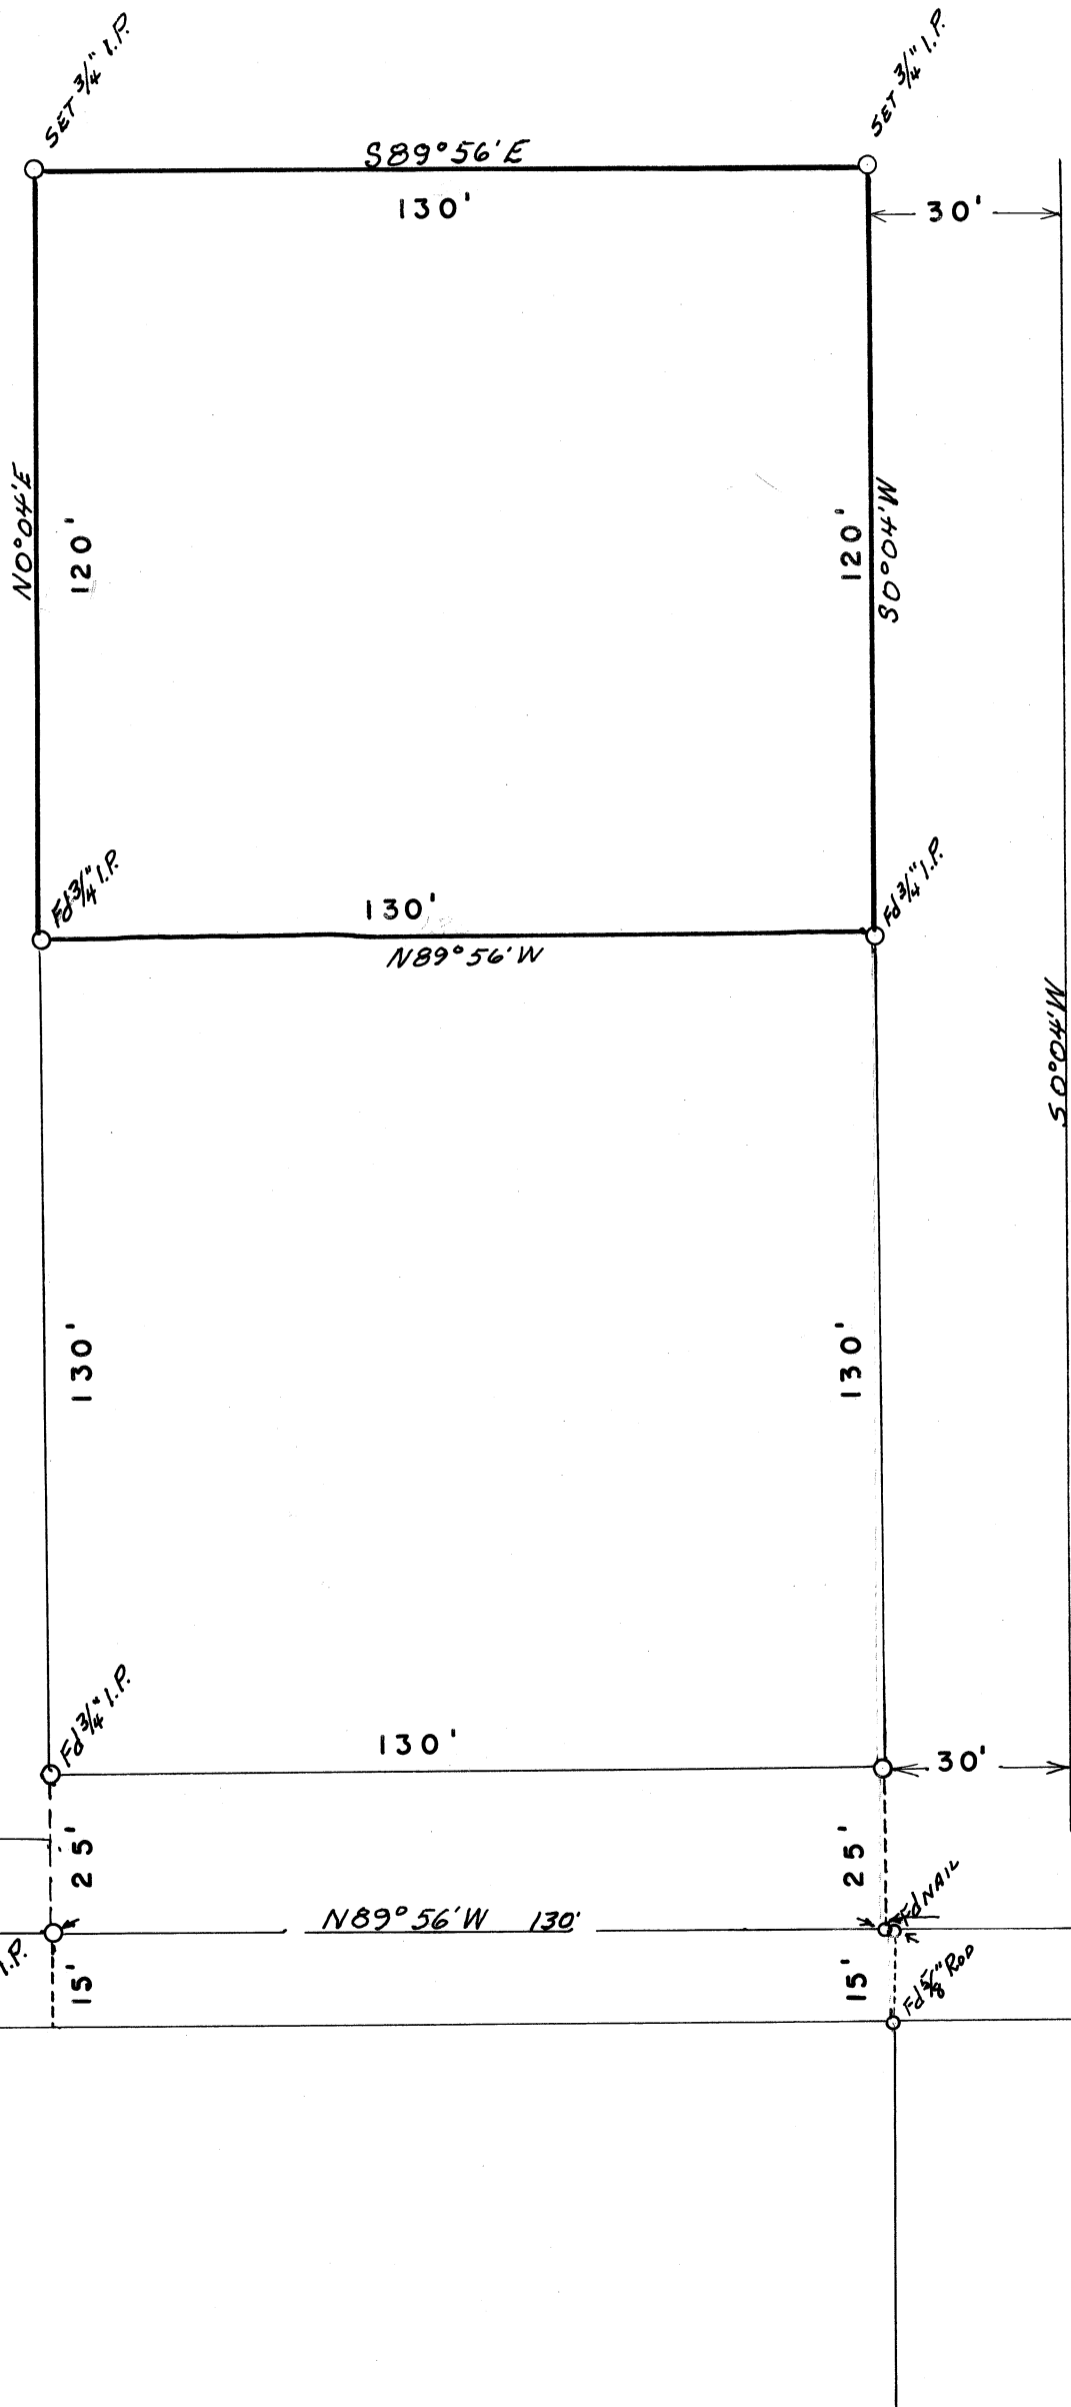 SET 3/4" I.P.
SET 3/4" I.P.
S89°56'E
130'
30'
N0°04'E
120'
120'
S0°04'W
Fd 3/4" I.P.
130'
Fd 3/4" I.P.
N89°56'W
S0°04'W
130'
130'
Fd 3/4" I.P.
130'
30'
25'
25'
Fd NAIL
N89°56'W 130'
I.P.
15'
15'
Fd 5/8" ROD